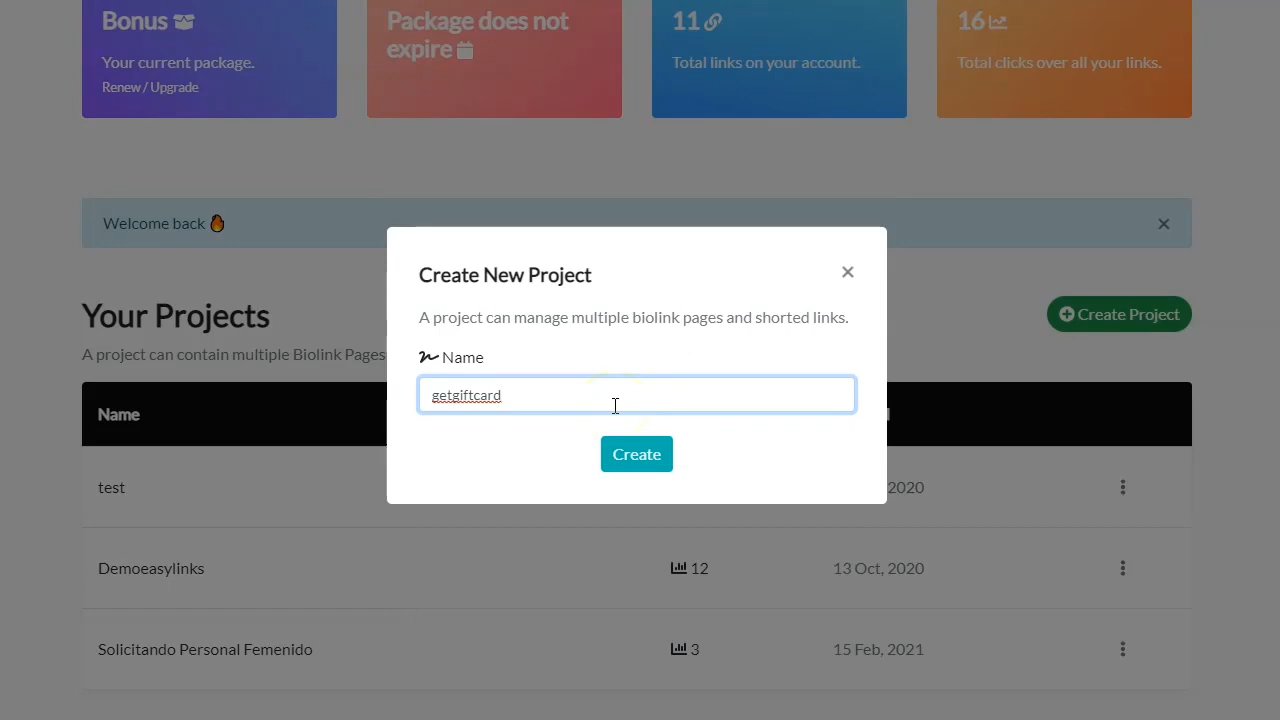 Bonus
Package does not
expire
11
16
Your current package.
Total links on your account.
Total clicks over all your links.
Renew / Upgrade
Welcome back
Create New Project
A project can manage multiple biolink pages and shorted links.
Your Projects
Create Project
A project can contain multiple Biolink Pages
Name
getgiftcard
Name
Create
test
2020
Demoeasylinks
12
13 Oct, 2020
Solicitando Personal Femenido
3
15 Feb, 2021